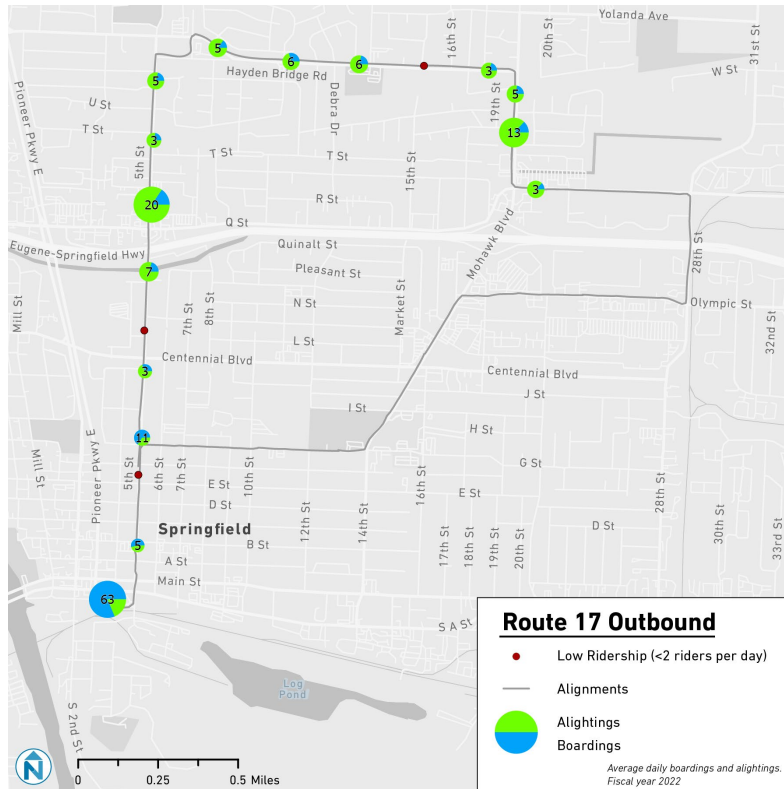 Yolanda Ave
16th St
20th St
31st St
5
6
6
3
Hayden Bridge Rd
W St
5
19th St
5
Debra Dr
Pioneer Pkwy E
U St
T St
3
5th St
T St
T St
15th St
13
3
R St
20
Q St
Mohawk Blvd
Quinalt St
Eugene-Springfield Hwy
28th St
7
Pleasant St
Mill St
7th St
8th St
N St
Market St
Olympic St
32nd St
L St
Centennial Blvd
3
Centennial Blvd
J St
I St
11
H St
Pioneer Pkwy E
Mill St
5th St
6th St
7th St
10th St
G St
16th St
28th St
E St
E St
D St
12th St
14th St
30th St
33rd St
Springfield
D St
5
B St
17th St
18th St
19th St
20th St
A St
Main St
63
S A St
Log
Pond
S 2nd St
N
0 0.25 0.5 Miles
Route 17 Outbound
Low Ridership (<2 riders per day)
Alignments
Alightings
Boardings
Average daily boardings and alightings.
Fiscal year 2022